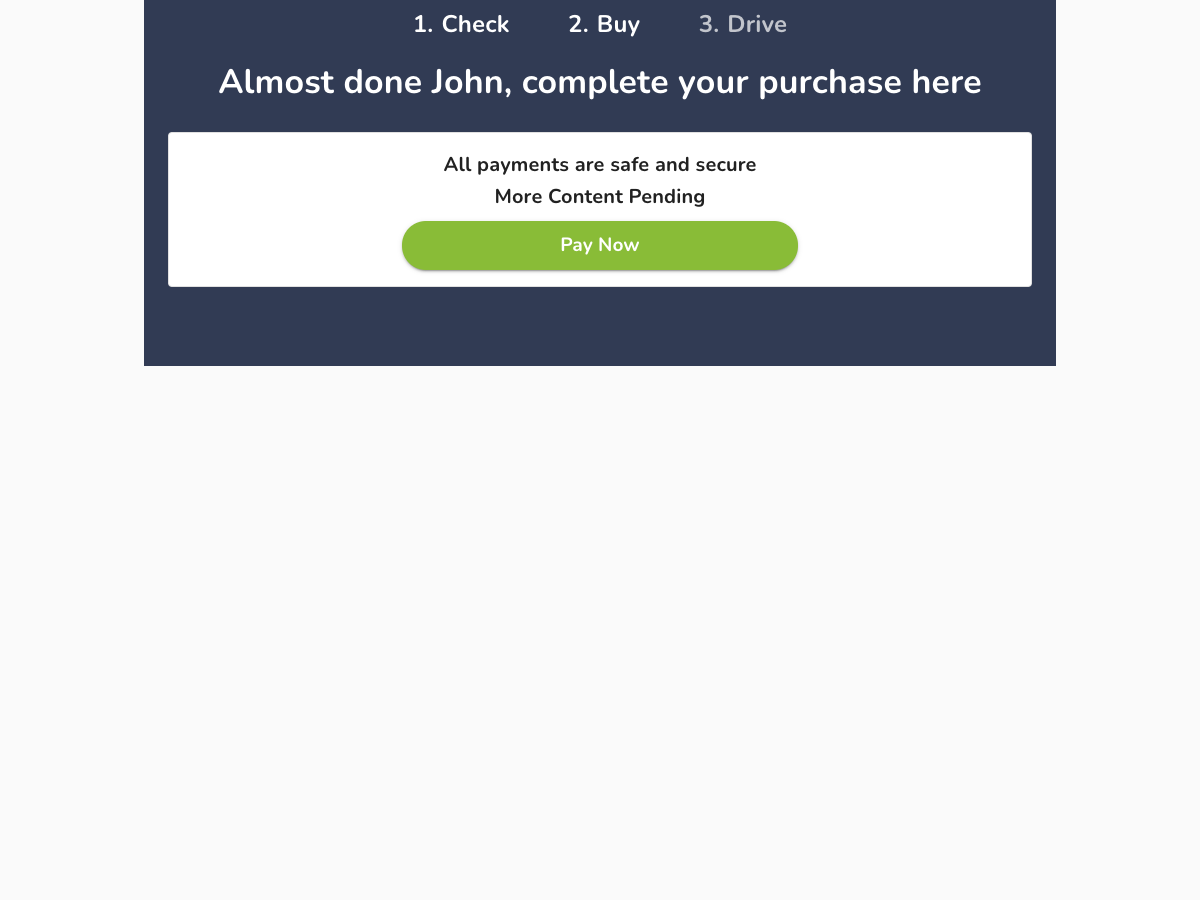 1. Check 2. Buy 3. Drive
Almost done John, complete your purchase here
All payments are safe and secure
More Content Pending
Pay Now